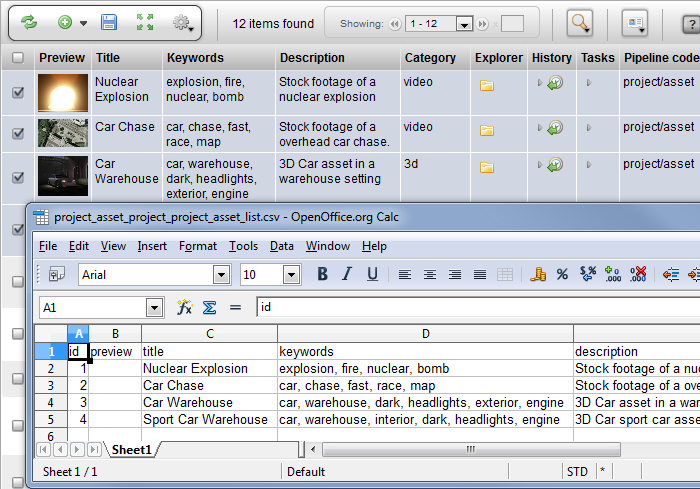 12 items found
Showing:
1 - 12
x
?
Preview Title Keywords Description Category Explorer History Tasks Pipeline code
Nuclear
Explosion
explosion, fire,
nuclear, bomb
Stock footage of a
nuclear explosion
video
project/asset
Car Chase
car, chase, fast,
race, map
Stock footage of a
overhead car chase.
video
project/asset
Car
Warehouse
car, warehouse,
dark, headlights,
exterior, engine
3D Car asset in a
warehouse setting
3d
project/asset
project_asset_project_project_asset_list.csv - OpenOffice.org Calc
File Edit View Insert Format Tools Data Window Help
Arial 10 B I U % $% .000 .000
A1 fx Σ = id
A B C D
1 id preview title keywords description
2 1 Nuclear Explosion explosion, fire, nuclear, bomb Stock footage of a nu
3 2 Car Chase car, chase, fast, race, map Stock footage of a ove
4 3 Car Warehouse car, warehouse, dark, headlights, exterior, engine 3D Car asset in a war
5 4 Sport Car Warehouse car, warehouse, interior, dark, headlights, engine 3D Car sport car asse
6
Sheet1
Sheet 1 / 1 Default STD *